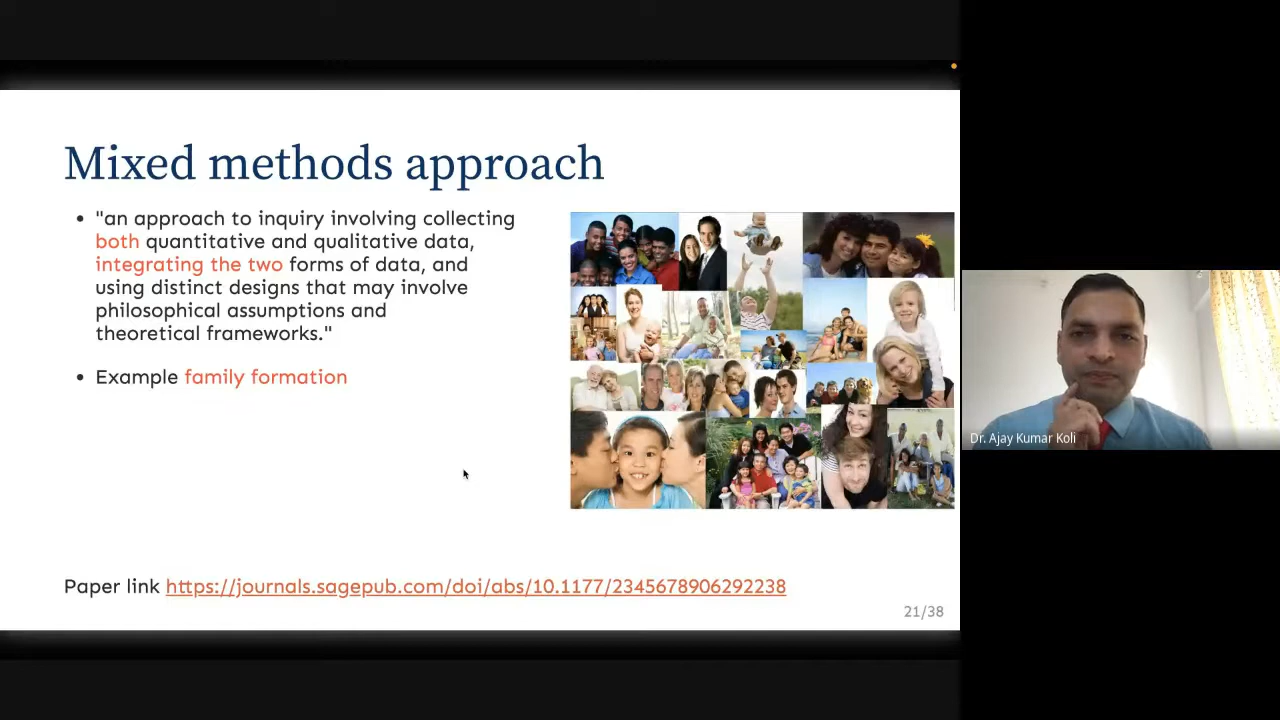 Mixed methods approach
• "an approach to inquiry involving collecting
both quantitative and qualitative data,
integrating the two forms of data, and
using distinct designs that may involve
philosophical assumptions and
theoretical frameworks."
• Example family formation
Paper link https://journals.sagepub.com/doi/abs/10.1177/2345678906292238
21/38
Dr. Ajay Kumar Koli